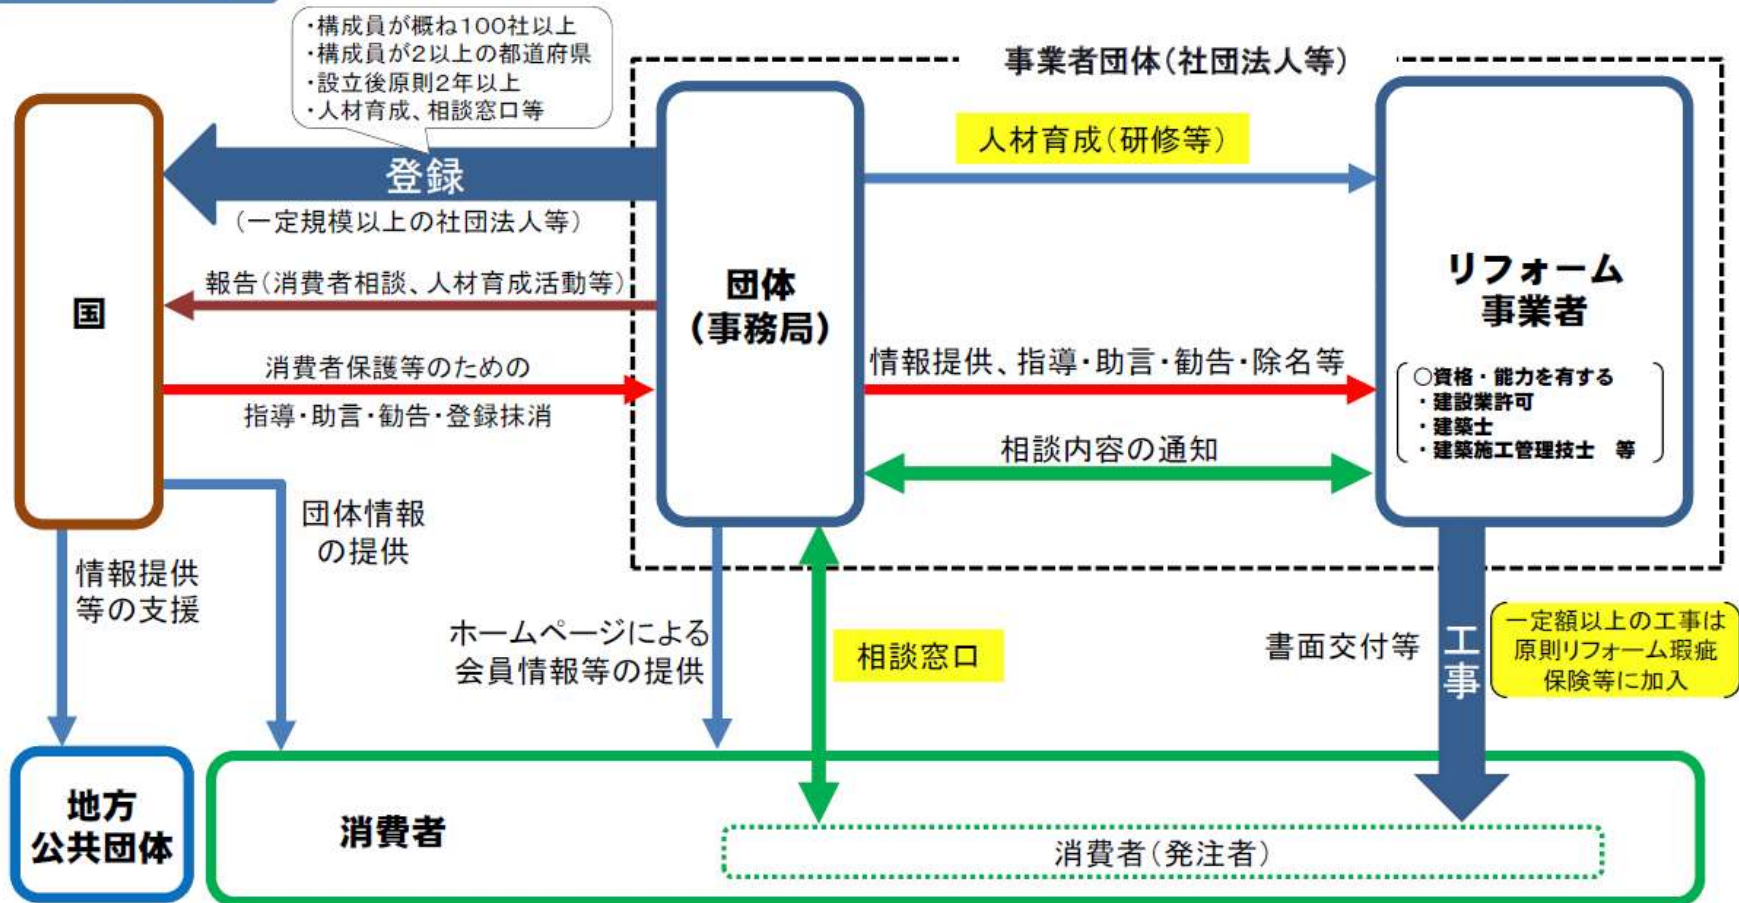 ・構成員が概ね100社以上
・構成員が2以上の都道府県
・設立後原則2年以上
・人材育成、相談窓口等
事業者団体(社団法人等)
人材育成(研修等)
登録
(一定規模以上の社団法人等)
報告(消費者相談、人材育成活動等)
国
団体
(事務局)
リフォーム
事業者
○資格・能力を有する
・建設業許可
・建築士
・建築施工管理技士 等
消費者保護等のための
指導・助言・勧告・登録抹消
情報提供、指導・助言・勧告・除名等
相談内容の通知
団体情報
の提供
情報提供
等の支援
ホームページによる
会員情報等の提供
相談窓口
書面交付等
工事
一定額以上の工事は
原則リフォーム瑕疵
保険等に加入
地方
公共団体
消費者
消費者(発注者)